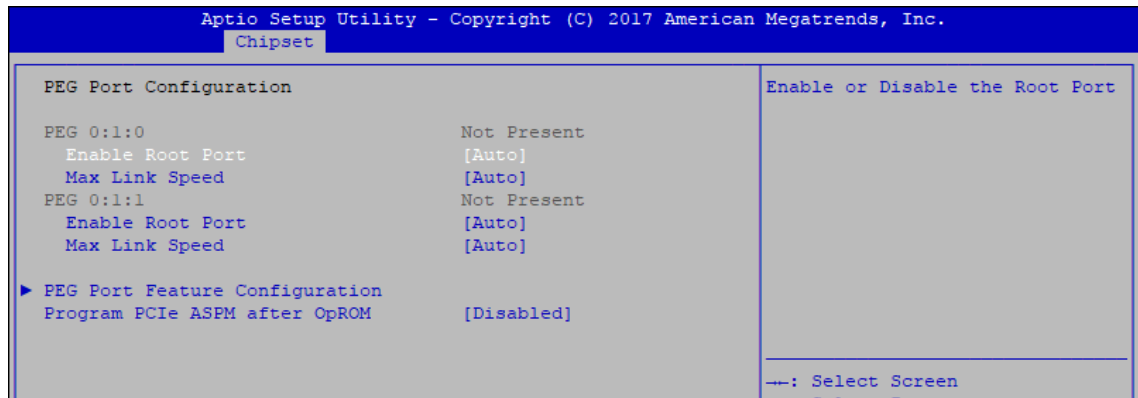 Aptio Setup Utility - Copyright (C) 2017 American Megatrends, Inc.
Chipset
PEG Port Configuration
Enable or Disable the Root Port
PEG 0:1:0 Not Present
Enable Root Port [Auto]
Max Link Speed [Auto]
PEG 0:1:1 Not Present
Enable Root Port [Auto]
Max Link Speed [Auto]
► PEG Port Feature Configuration
Program PCIe ASPM after OpROM [Disabled]
→←: Select Screen